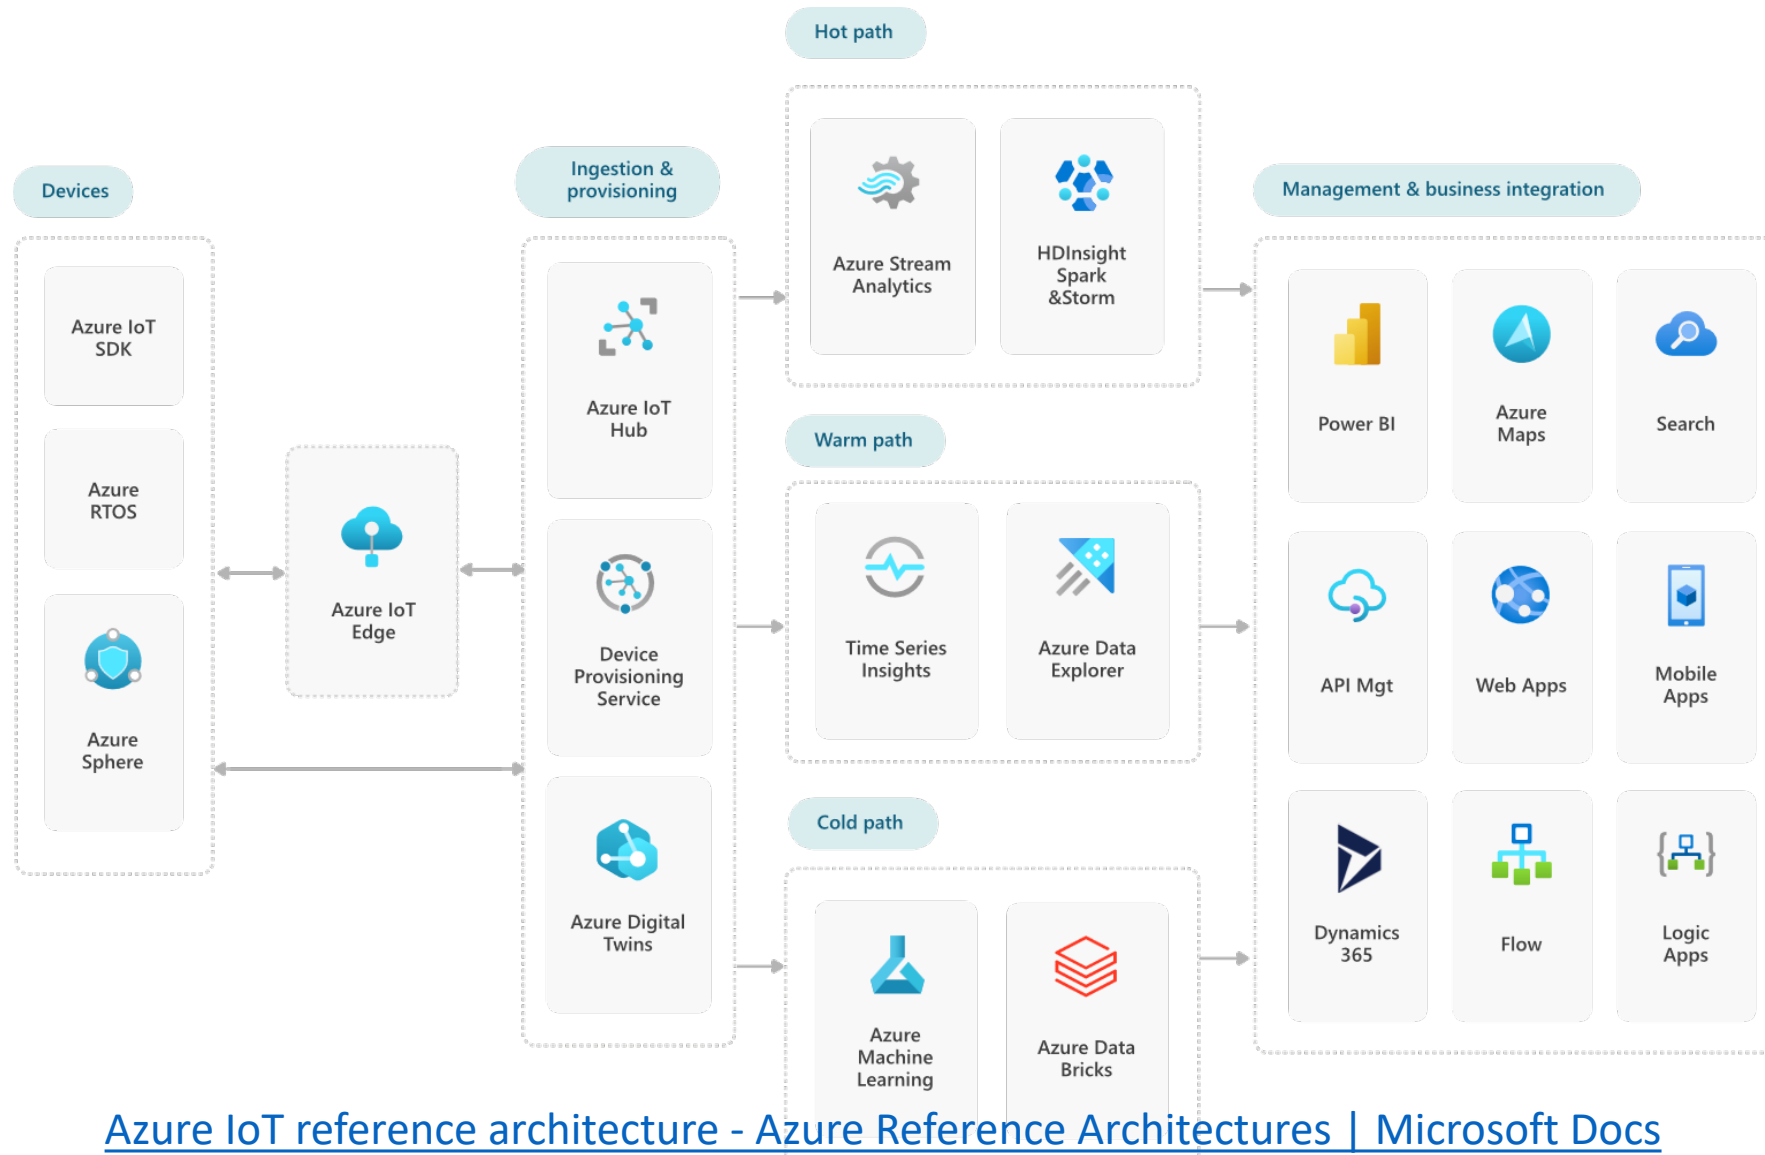 Hot path
Devices
Ingestion &
provisioning
Management & business integration
Azure IoT
SDK
Azure
RTOS
Azure
Sphere
Azure IoT
Edge
Azure IoT
Hub
Device
Provisioning
Service
Azure Digital
Twins
Azure Stream
Analytics
HDInsight
Spark
&Storm
Warm path
Time Series
Insights
Azure Data
Explorer
Cold path
Azure
Machine
Learning
Azure Data
Bricks
Power BI
Azure
Maps
Search
API Mgt
Web Apps
Mobile
Apps
Dynamics
365
Flow
Logic
Apps
Azure IoT reference architecture - Azure Reference Architectures | Microsoft Docs